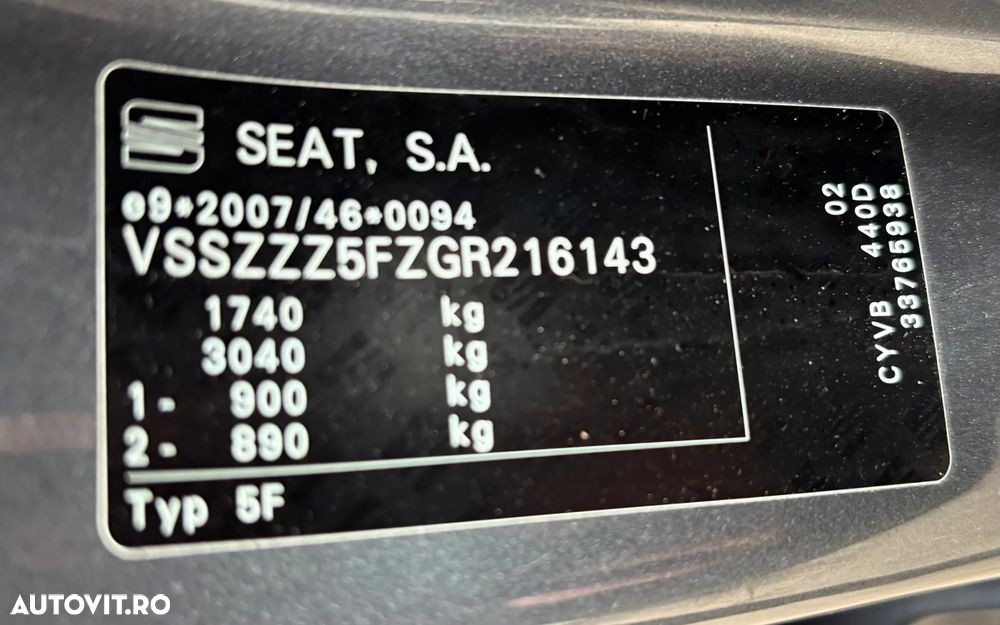 SEAT, S.A.
e9*2007/46*0094
VSSZZZ5FZGR216143
1740 kg
3040 kg
1- 900 kg
2- 890 kg
Typ 5F
02
CYVB 440D
33765938
AUTOVIT.RO